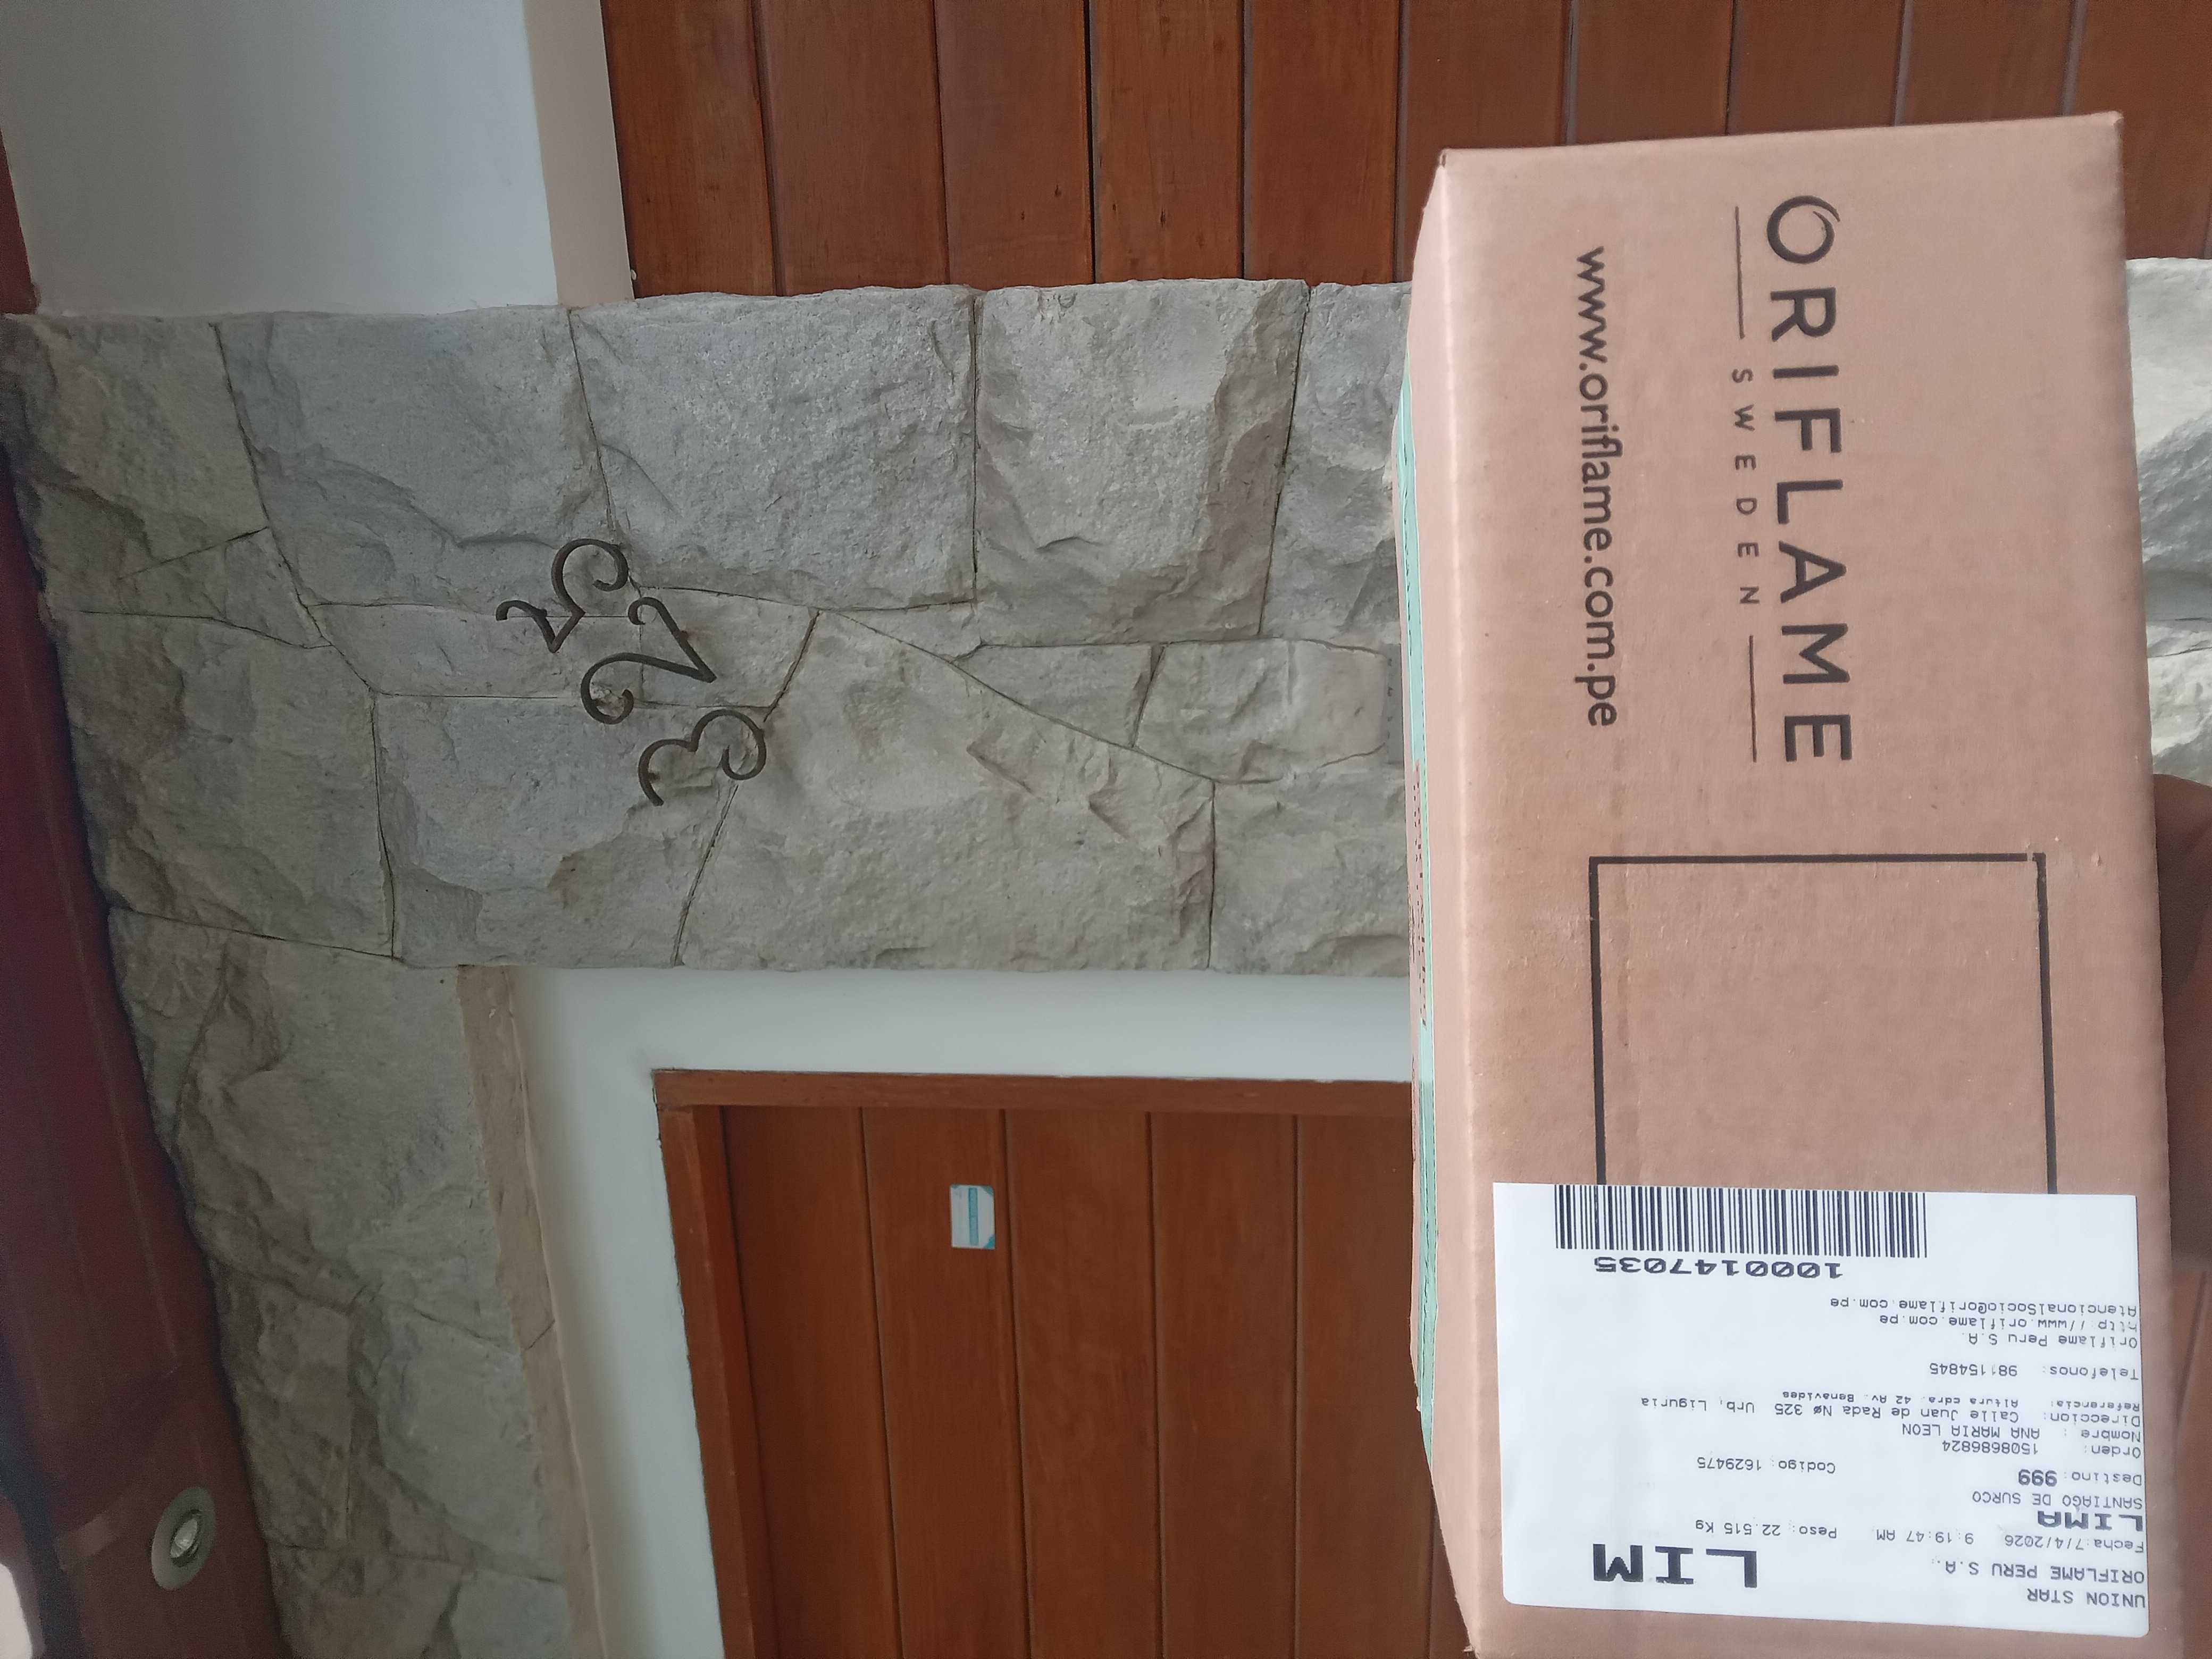 325
ORIFLAME
SWEDEN
www.oriflame.com.pe
UNION STAR
ORIFLAME PERU S.A.
LIM
Fecha:7/4/2026 9:19:47 AM Peso: 22.515 Kg
LIMA
SANTIAGO DE SURCO
Destino: 999 Codigo: 1629475
Orden: 150868824
Nombre : ANA MARIA LEON
Direccion: Calle Juan de Rada Nø 325 Urb, Liguria
Referencia: Altura cdra. 42 Av. Benavides
Telefonos: 981154845
Oriflame Peru S.A.
http://www.oriflame.com.pe
AtencionalSocio@oriflame.com.pe
1000147035